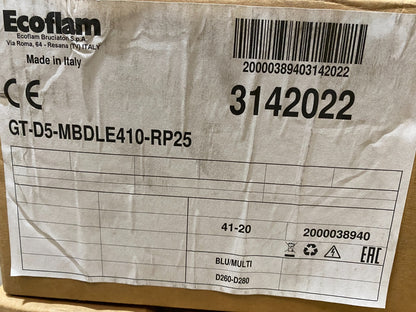 Ecoflam
Ecoflam Bruciatori S.p.A.
Via Roma, 64 - Resana (TV) ITALY
Made in Italy
20000389403142022
CE
3142022
GT-D5-MBDLE410-RP25
41-20
2000038940
BLU/MULTI
EAC
D260-D280